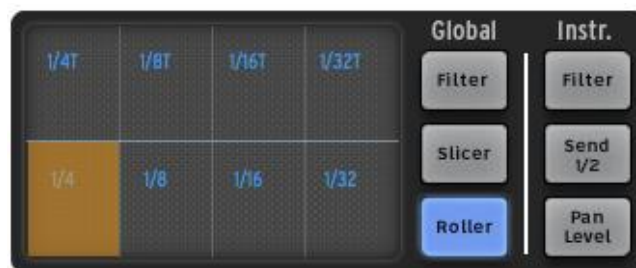 Global Instr.
1/4T 1/8T 1/16T 1/32T
Filter Filter
Slicer Send 1/2
1/4 1/8 1/16 1/32
Roller Pan Level